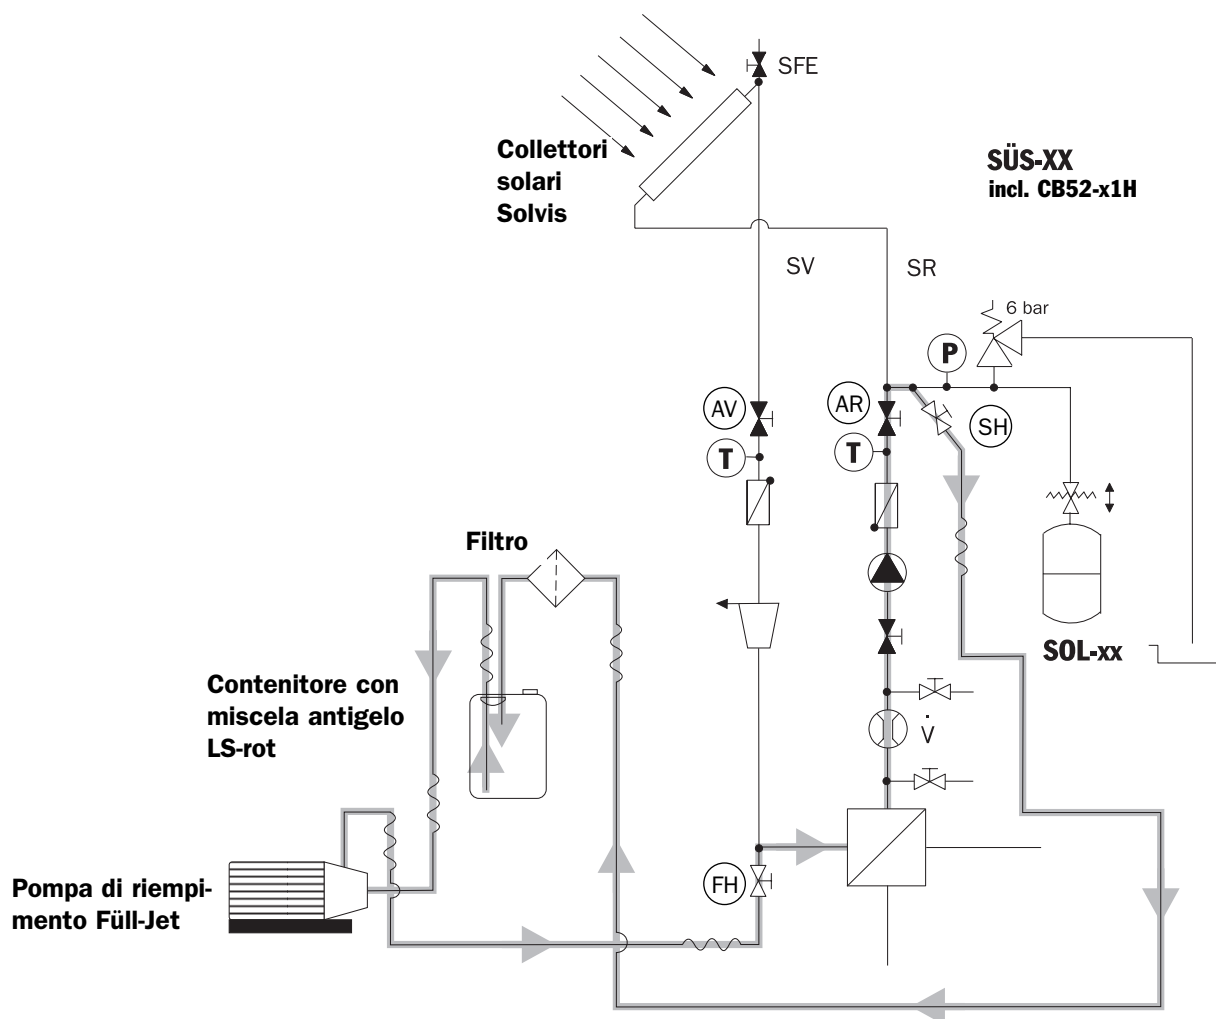 SFE
Collettori
solari
Solvis
SÜS-XX
incl. CB52-x1H
SV
SR
6 bar
P
AV
AR
SH
T
T
Filtro
SOL-xx
Contenitore con
miscela antigelo
LS-rot
V̇
Pompa di riempi-
mento Füll-Jet
FH